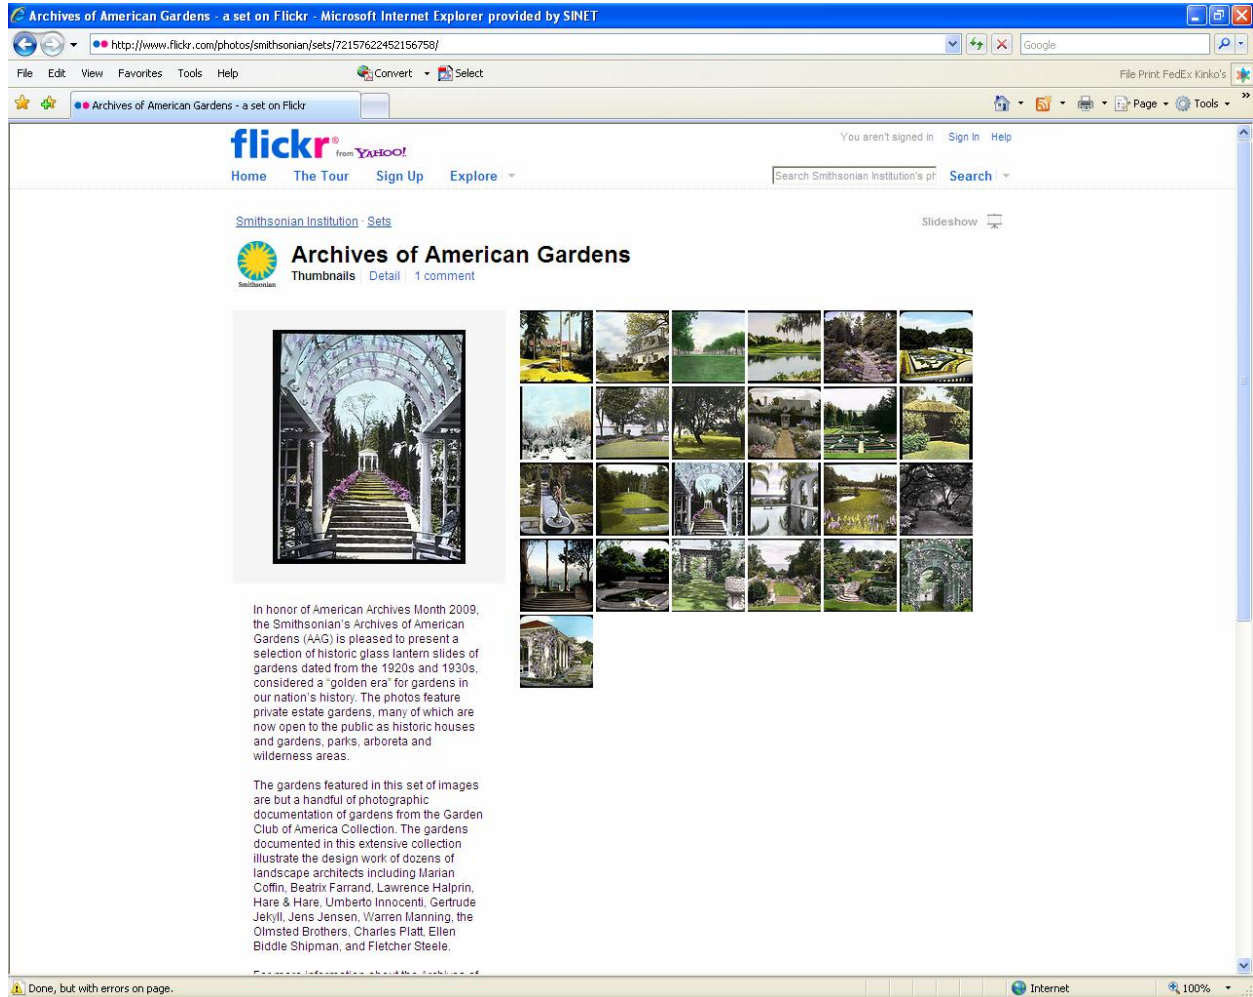 Archives of American Gardens - a set on Flickr - Microsoft Internet Explorer provided by SINET
http://www.flickr.com/photos/smithsonian/sets/72157622452156758/
Google
File Edit View Favorites Tools Help
Convert Select
File Print FedEx Kinko's
Archives of American Gardens - a set on Flickr
Page Tools »
flickr® from YAHOO!
You aren't signed in Sign In Help
Home The Tour Sign Up Explore
Search Smithsonian Institution's ph Search
Smithsonian Institution · Sets
Slideshow
Archives of American Gardens
Smithsonian
Thumbnails Detail 1 comment
In honor of American Archives Month 2009,
the Smithsonian's Archives of American
Gardens (AAG) is pleased to present a
selection of historic glass lantern slides of
gardens dated from the 1920s and 1930s,
considered a "golden era" for gardens in
our nation's history. The photos feature
private estate gardens, many of which are
now open to the public as historic houses
and gardens, parks, arboreta and
wilderness areas.
The gardens featured in this set of images
are but a handful of photographic
documentation of gardens from the Garden
Club of America Collection. The gardens
documented in this extensive collection
illustrate the design work of dozens of
landscape architects including Marian
Coffin, Beatrix Farrand, Lawrence Halprin,
Hare & Hare, Umberto Innocenti, Gertrude
Jekyll, Jens Jensen, Warren Manning, the
Olmsted Brothers, Charles Platt, Ellen
Biddle Shipman, and Fletcher Steele.
For more information about the Archives of
Done, but with errors on page.
Internet
100%